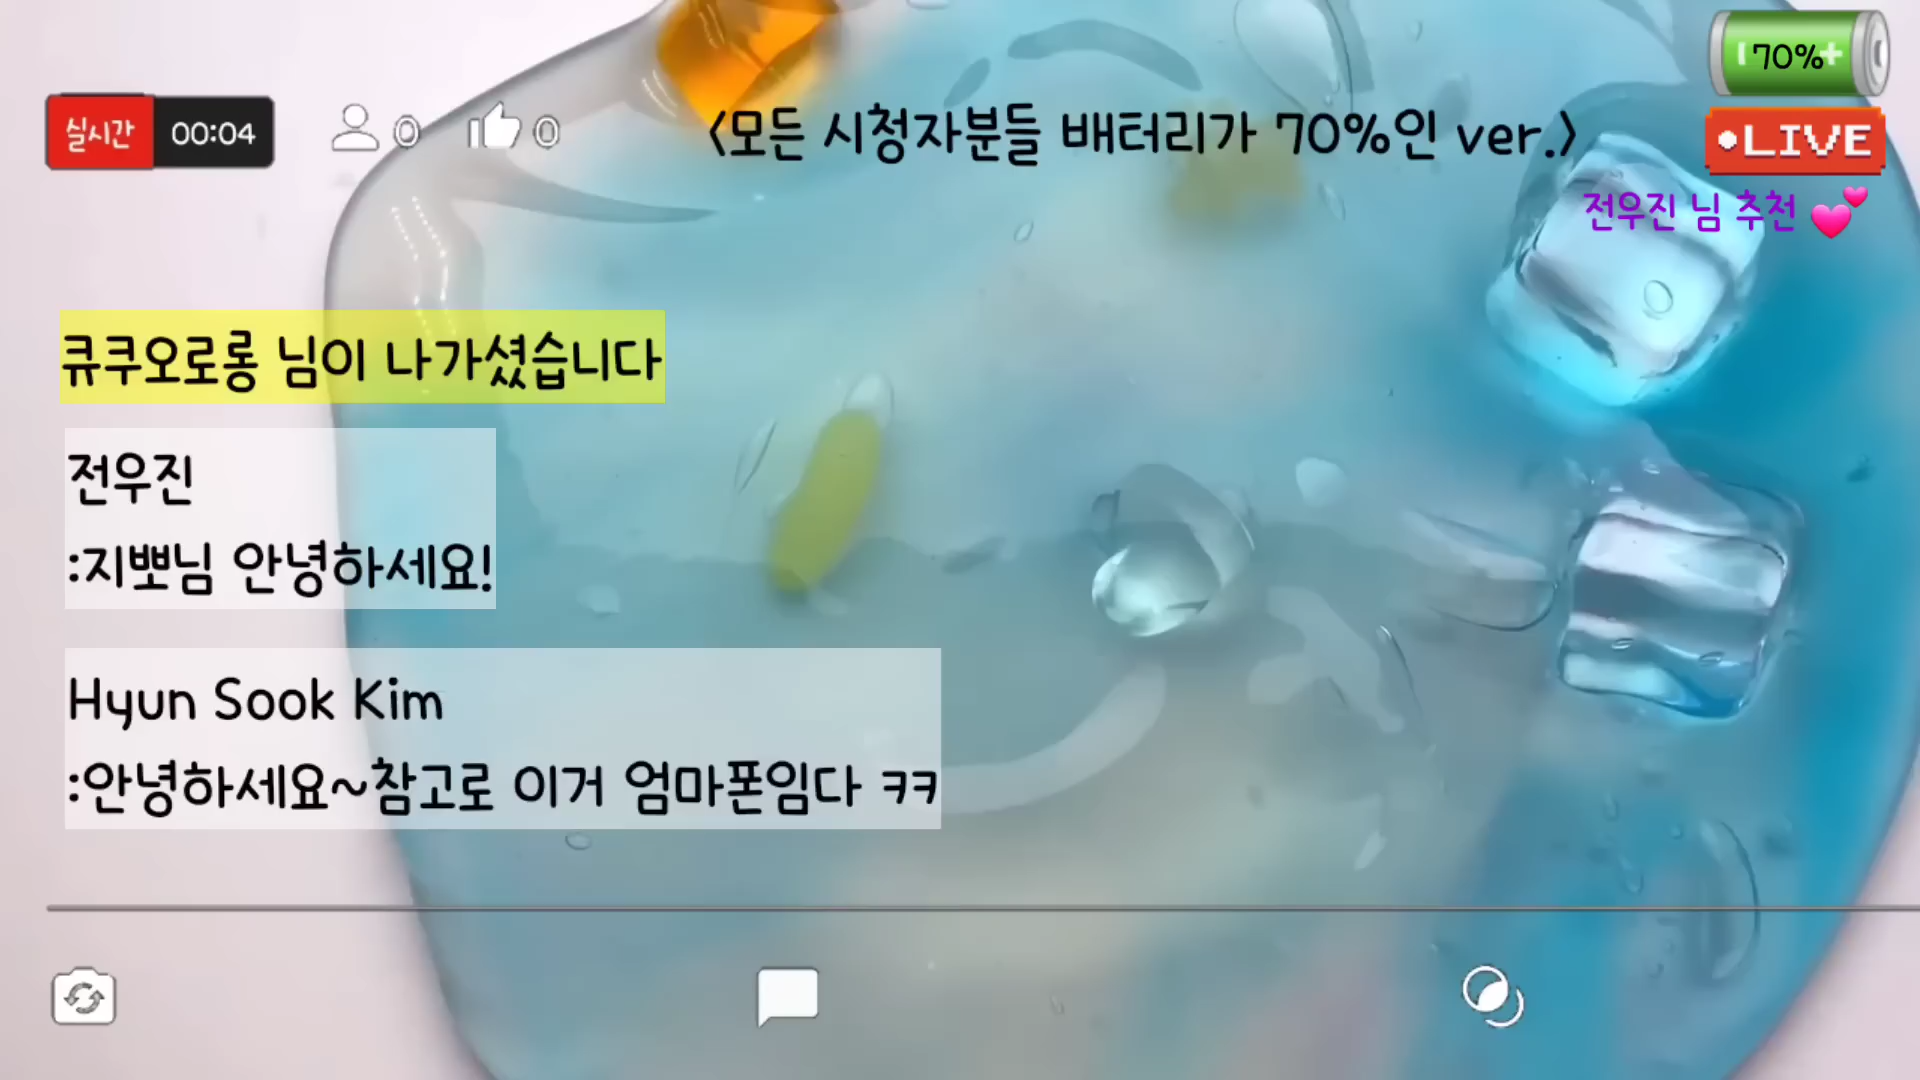 70%
실시간 00:04 0 0
<모든 시청자분들 배터리가 70%인 ver.>
LIVE
전우진 님 추천 💕
큐쿠오로롱 님이 나가셨습니다
전우진
:지뽀님 안녕하세요!
Hyun Sook Kim
:안녕하세요~참고로 이거 엄마폰임다 ㅋㅋ